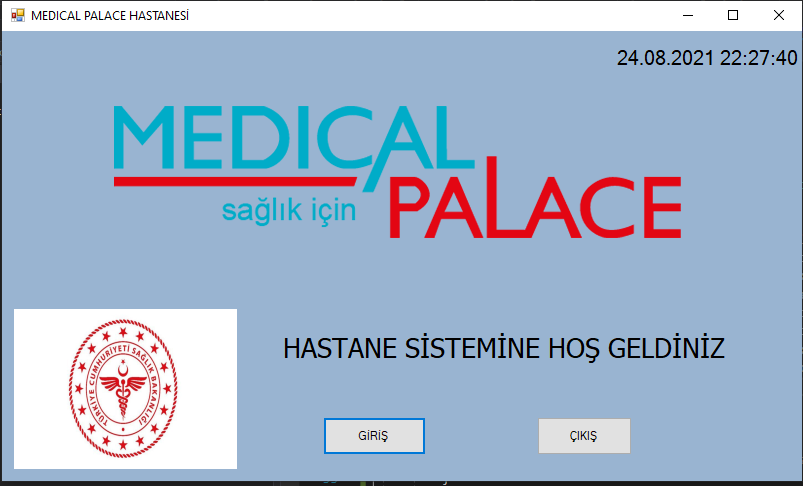 MEDICAL PALACE HASTANESİ
24.08.2021 22:27:40
MEDICAL
PALACE
sağlık için
TÜRKİYE CUMHURİYETİ SAĞLIK BAKANLIĞI
HASTANE SİSTEMİNE HOŞ GELDİNİZ
GİRİŞ
ÇIKIŞ